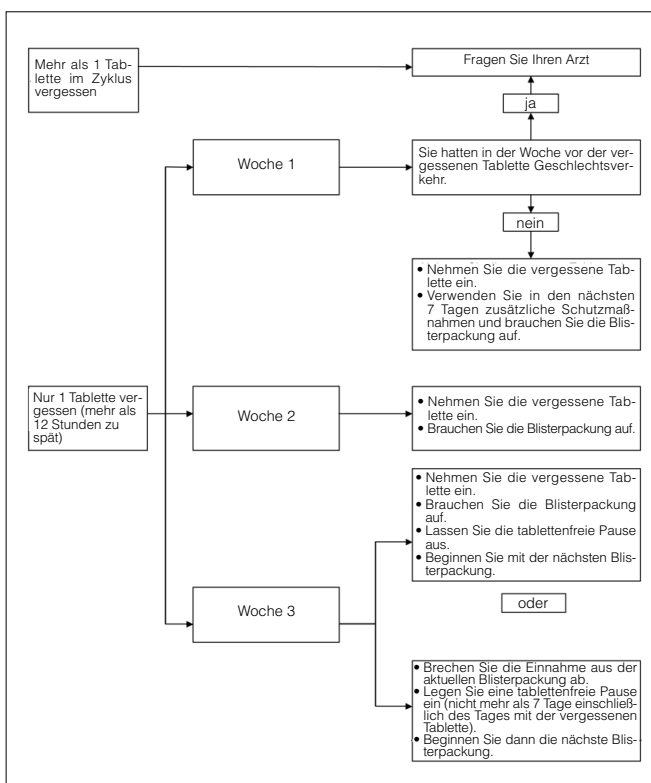 Mehr als 1 Tab-
lette im Zyklus
vergessen
Fragen Sie Ihren Arzt
ja
Woche 1
Sie hatten in der Woche vor der ver-
gessenen Tablette Geschlechtsver-
kehr.
nein
• Nehmen Sie die vergessene Tab-
lette ein.
• Verwenden Sie in den nächsten
7 Tagen zusätzliche Schutzmaß-
nahmen und brauchen Sie die Blis-
terpackung auf.
Nur 1 Tablette ver-
gessen (mehr als
12 Stunden zu
spät)
Woche 2
• Nehmen Sie die vergessene Tab-
lette ein.
• Brauchen Sie die Blisterpackung auf.
• Nehmen Sie die vergessene Tab-
lette ein.
• Brauchen Sie die Blisterpackung
auf.
• Lassen Sie die tablettenfreie Pause
aus.
• Beginnen Sie mit der nächsten Blis-
terpackung.
oder
Woche 3
• Brechen Sie die Einnahme aus der
aktuellen Blisterpackung ab.
• Legen Sie eine tablettenfreie Pause
ein (nicht mehr als 7 Tage einschließ-
lich des Tages mit der vergessenen
Tablette).
• Beginnen Sie dann die nächste Blis-
terpackung.